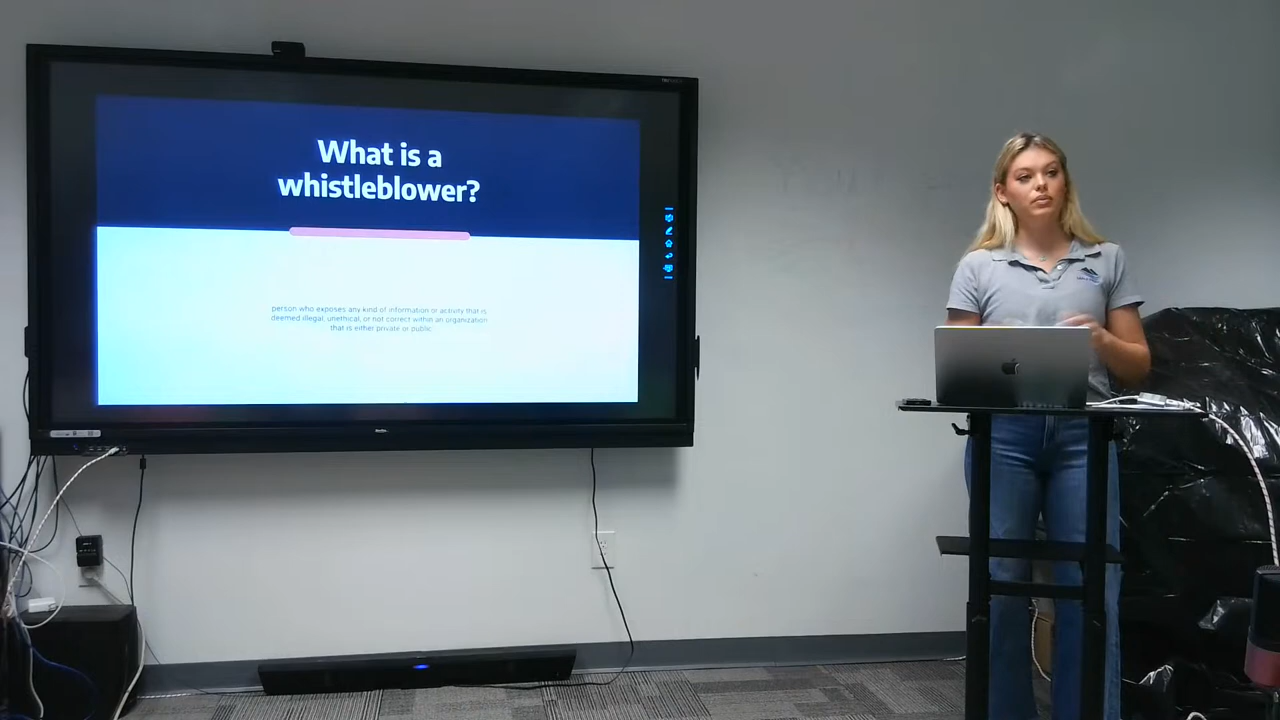 What is a
whistleblower?
person who exposes any kind of information or activity that is
deemed illegal, unethical, or not correct within an organization
that is either private or public.